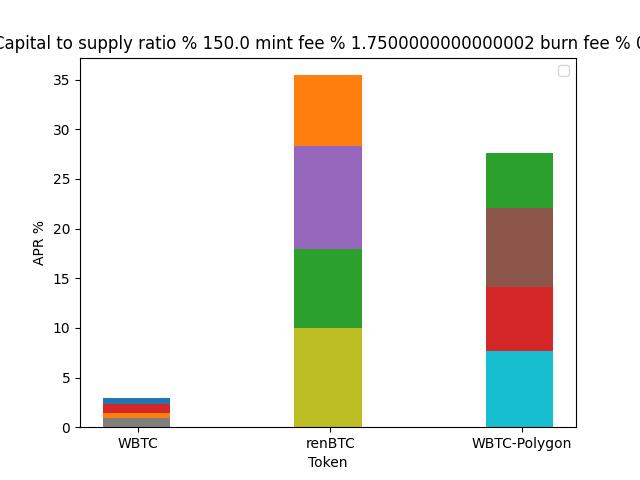 Capital to supply ratio % 150.0 mint fee % 1.7500000000000002 burn fee %
35
30
25
20
15
10
5
0
APR %
WBTC renBTC WBTC-Polygon
Token